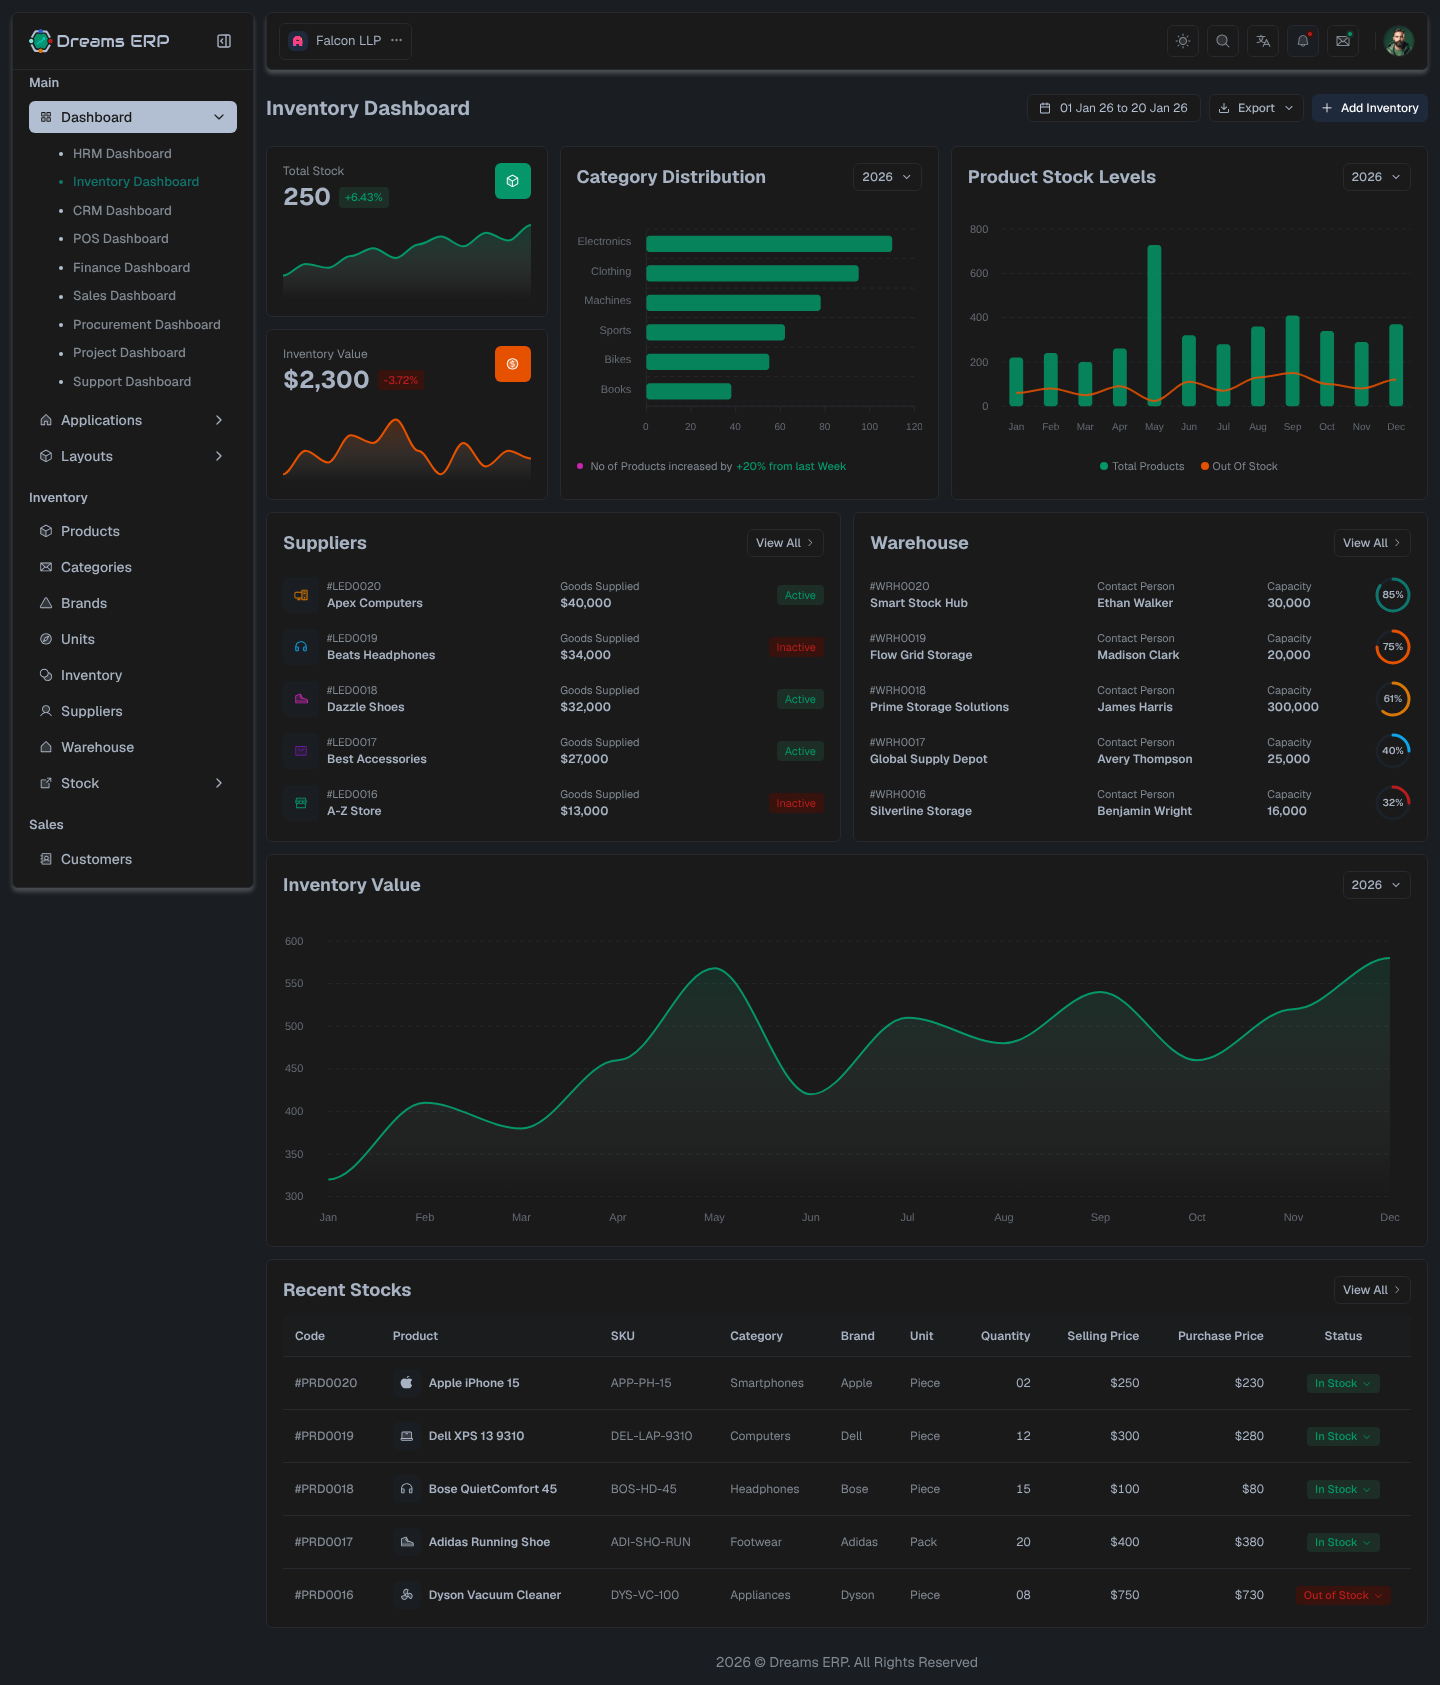 Dreams ERP
Main
Dashboard
HRM Dashboard
Inventory Dashboard
CRM Dashboard
POS Dashboard
Finance Dashboard
Sales Dashboard
Procurement Dashboard
Project Dashboard
Support Dashboard
Applications
Layouts
Inventory
Products
Categories
Brands
Units
Inventory
Suppliers
Warehouse
Stock
Sales
Customers
Falcon LLP ···
Inventory Dashboard
01 Jan 26 to 20 Jan 26
Export
Add Inventory
Total Stock
250 +6.43%
Inventory Value
$2,300 -3.72%
Category Distribution 2026
Electronics
Clothing
Machines
Sports
Bikes
Books
0 20 40 60 80 100 120
No of Products increased by +20% from last Week
Product Stock Levels 2026
800
600
400
200
0
Jan Feb Mar Apr May Jun Jul Aug Sep Oct Nov Dec
Total Products Out Of Stock
Suppliers View All
#LED0020 Goods Supplied
Apex Computers $40,000 Active
#LED0019 Goods Supplied
Beats Headphones $34,000 Inactive
#LED0018 Goods Supplied
Dazzle Shoes $32,000 Active
#LED0017 Goods Supplied
Best Accessories $27,000 Active
#LED0016 Goods Supplied
A-Z Store $13,000 Inactive
Warehouse View All
#WRH0020 Contact Person Capacity
Smart Stock Hub Ethan Walker 30,000 85%
#WRH0019 Contact Person Capacity
Flow Grid Storage Madison Clark 20,000 75%
#WRH0018 Contact Person Capacity
Prime Storage Solutions James Harris 300,000 61%
#WRH0017 Contact Person Capacity
Global Supply Depot Avery Thompson 25,000 40%
#WRH0016 Contact Person Capacity
Silverline Storage Benjamin Wright 16,000 32%
Inventory Value 2026
600
550
500
450
400
350
300
Jan Feb Mar Apr May Jun Jul Aug Sep Oct Nov Dec
Recent Stocks View All
Code Product SKU Category Brand Unit Quantity Selling Price Purchase Price Status
#PRD0020 Apple iPhone 15 APP-PH-15 Smartphones Apple Piece 02 $250 $230 In Stock
#PRD0019 Dell XPS 13 9310 DEL-LAP-9310 Computers Dell Piece 12 $300 $280 In Stock
#PRD0018 Bose QuietComfort 45 BOS-HD-45 Headphones Bose Piece 15 $100 $80 In Stock
#PRD0017 Adidas Running Shoe ADI-SHO-RUN Footwear Adidas Pack 20 $400 $380 In Stock
#PRD0016 Dyson Vacuum Cleaner DYS-VC-100 Appliances Dyson Piece 08 $750 $730 Out of Stock
2026 © Dreams ERP. All Rights Reserved